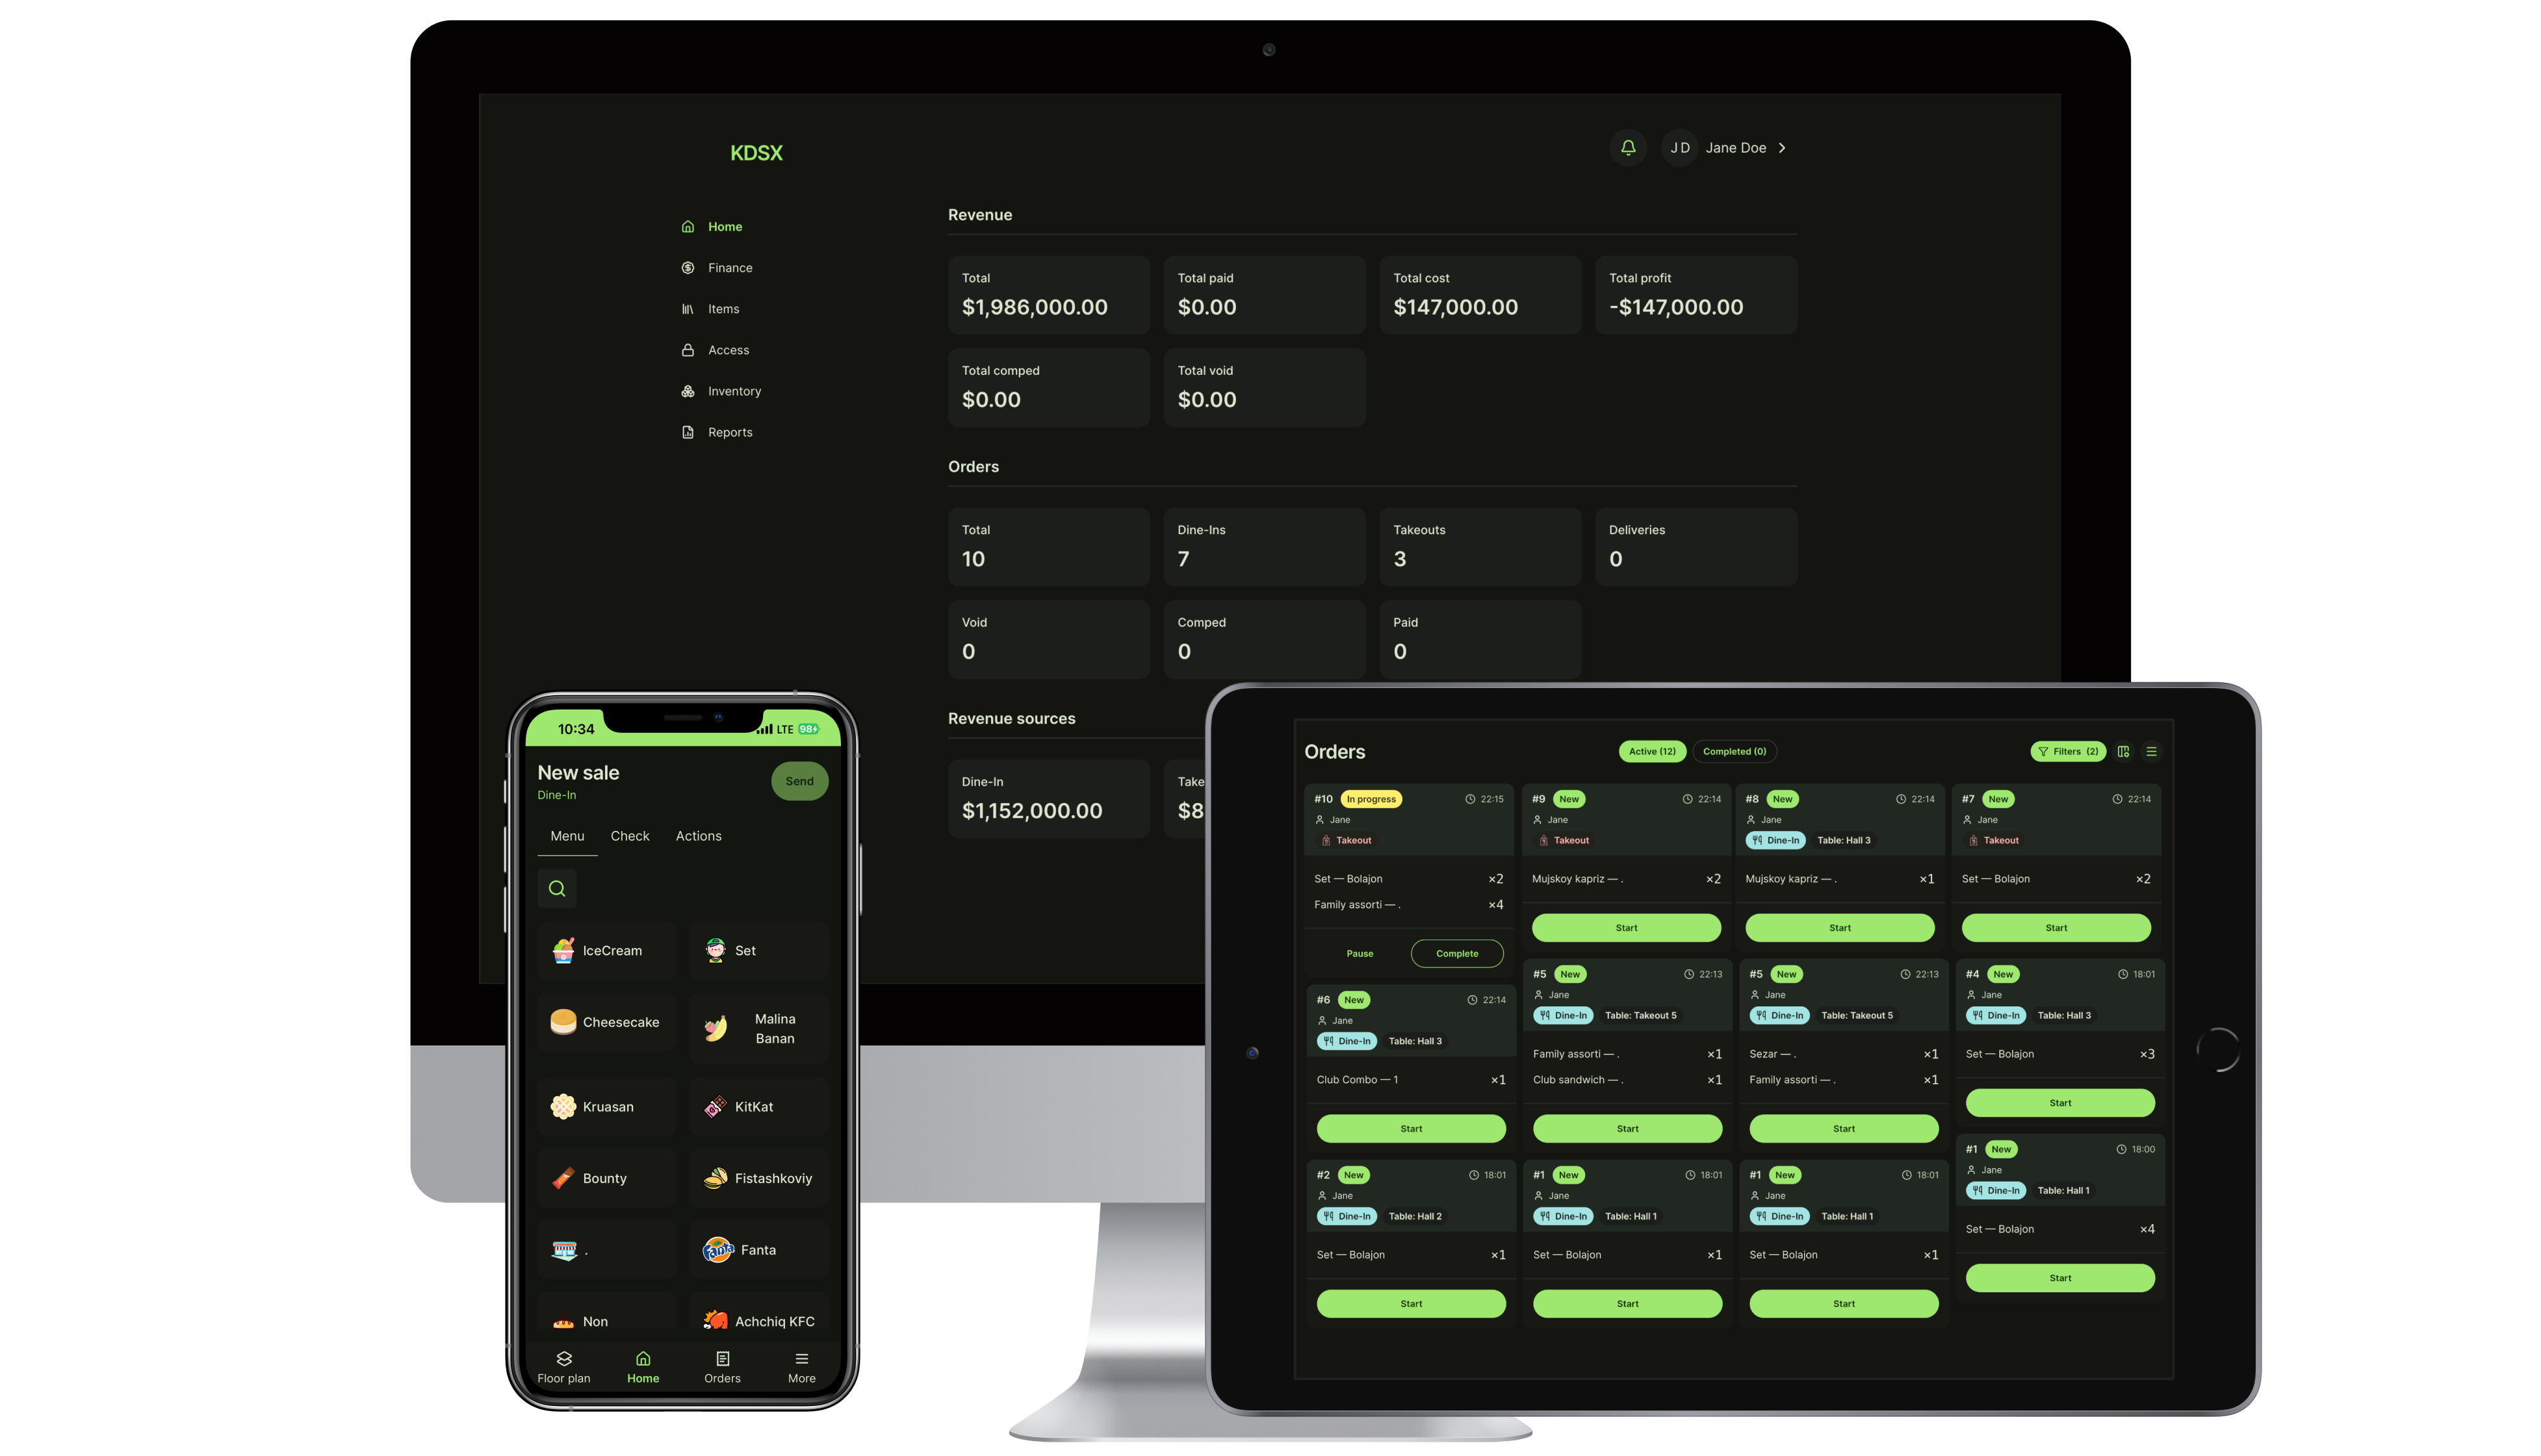 KDSX
JD Jane Doe
Home
Finance
Items
Access
Inventory
Reports
Revenue
Total
$1,986,000.00
Total paid
$0.00
Total cost
$147,000.00
Total profit
-$147,000.00
Total comped
$0.00
Total void
$0.00
Orders
Total
10
Dine-Ins
7
Takeouts
3
Deliveries
0
Void
0
Comped
0
Paid
0
Revenue sources
Dine-In
$1,152,000.00
Take
$8
10:34 LTE 98
New sale
Dine-In
Send
Menu Check Actions
IceCream
Set
Cheesecake
Malina
Banan
Kruasan
KitKat
Bounty
Fistashkoviy
.
Fanta
Fanta
Non
Achchiq KFC
Floor plan Home Orders More
Orders
Active (12) Completed (0)
Filters (2)
#10 In progress 22:15
Jane
Takeout
Set — Bolajon ×2
Family assorti — . ×4
Pause Complete
#9 New 22:14
Jane
Takeout
Mujskoy kapriz — . ×2
Start
#8 New 22:14
Jane
Dine-In Table: Hall 3
Mujskoy kapriz — . ×1
Start
#7 New 22:14
Jane
Takeout
Set — Bolajon ×2
Start
#6 New 22:14
Jane
Dine-In Table: Hall 3
Club Combo — 1 ×1
Start
#5 New 22:13
Jane
Dine-In Table: Takeout 5
Family assorti — . ×1
Club sandwich — . ×1
Start
#5 New 22:13
Jane
Dine-In Table: Takeout 5
Sezar — . ×1
Family assorti — . ×1
Start
#4 New 18:01
Jane
Dine-In Table: Hall 3
Set — Bolajon ×3
Start
#2 New 18:01
Jane
Dine-In Table: Hall 2
Set — Bolajon ×1
Start
#1 New 18:01
Jane
Dine-In Table: Hall 1
Set — Bolajon ×1
Start
#1 New 18:01
Jane
Dine-In Table: Hall 1
Set — Bolajon ×1
Start
#1 New 18:00
Jane
Dine-In Table: Hall 1
Set — Bolajon ×4
Start